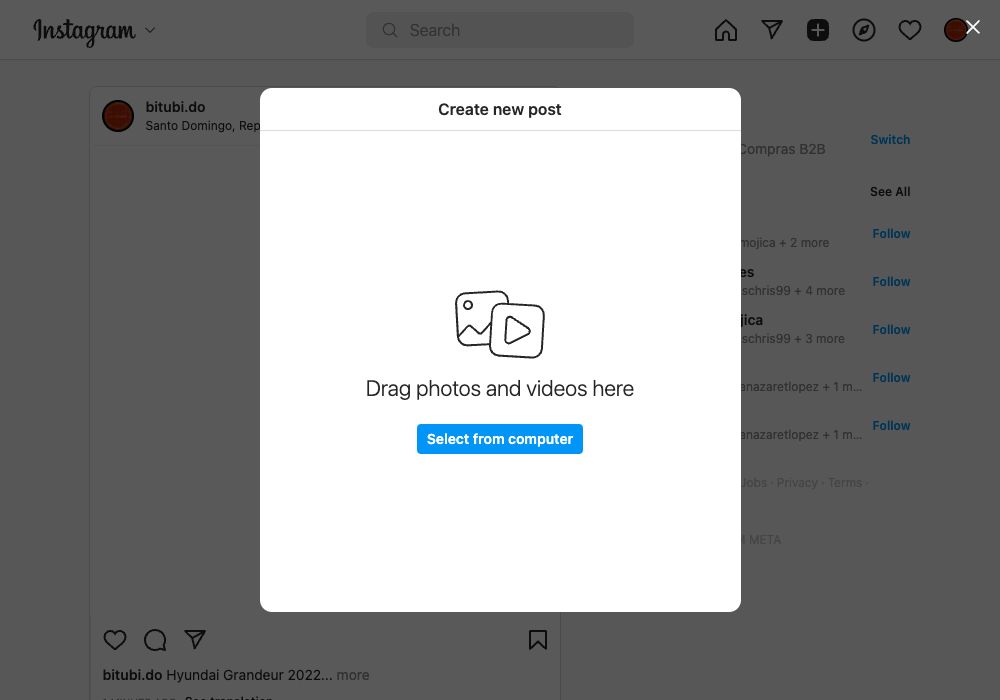 Instagram
Search
Create new post
bitubi.do
Santo Domingo, Rep
Compras B2B
Switch
See All
mojica + 2 more
Follow
es
schris99 + 4 more
Follow
jica
schris99 + 3 more
Follow
anazaretlopez + 1 m...
Follow
anazaretlopez + 1 m...
Follow
Drag photos and videos here
Select from computer
Jobs · Privacy · Terms ·
M META
bitubi.do Hyundai Grandeur 2022... more
See translation